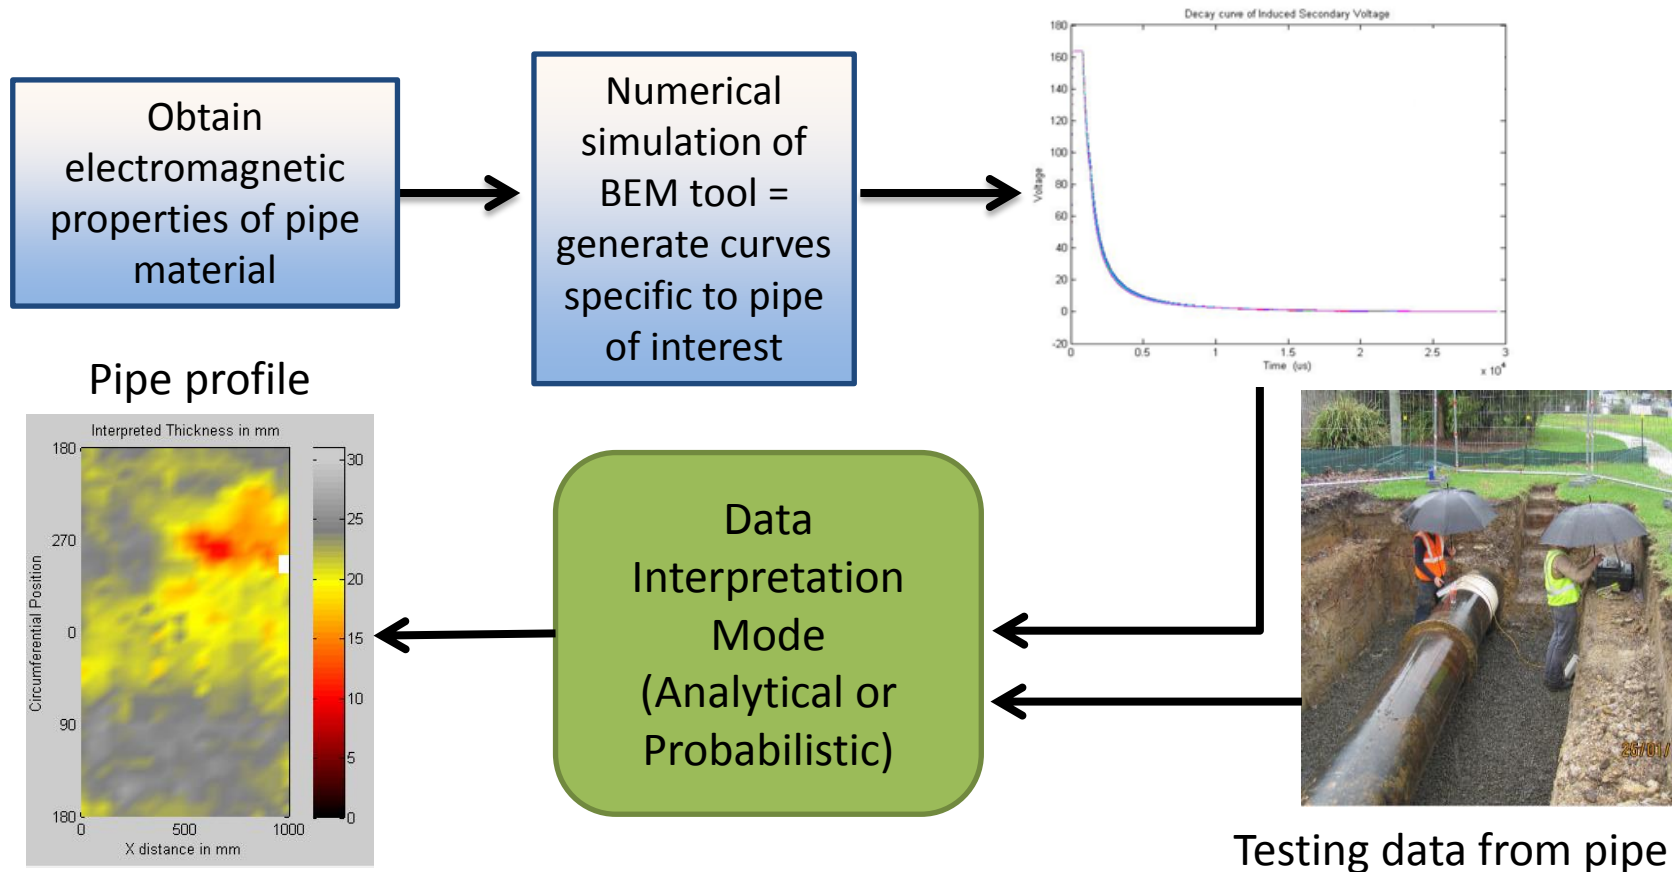 Obtain
electromagnetic
properties of pipe
material
Numerical
simulation of
BEM tool =
generate curves
specific to pipe
of interest
Decay curve of Induced Secondary Voltage
180
160
140
120
100
80
60
40
20
0
-20
Voltage
0 0.5 1 1.5 2 2.5 3
Time (us)
x 10⁴
Pipe profile
Interpreted Thickness in mm
180
270
0
90
180
Circumferential Position
0 500 1000
X distance in mm
30
25
20
15
10
5
0
Data
Interpretation
Mode
(Analytical or
Probabilistic)
26/01/
Testing data from pipe